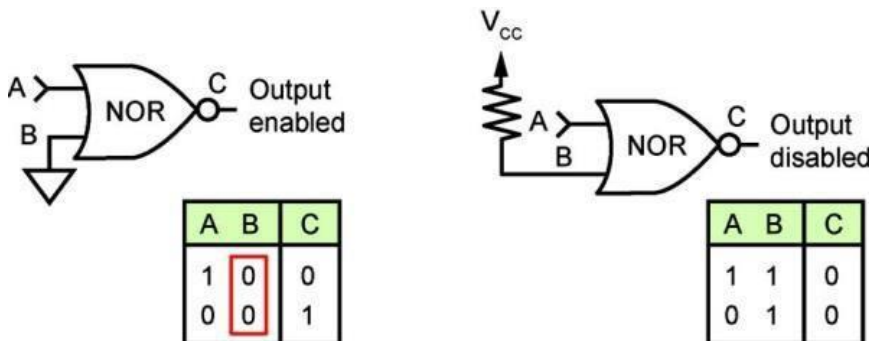 A
B
NOR
C
Output
enabled
A B C
1 0 0
0 0 1
VCC
A
B
NOR
C
Output
disabled
A B C
1 1 0
0 1 0